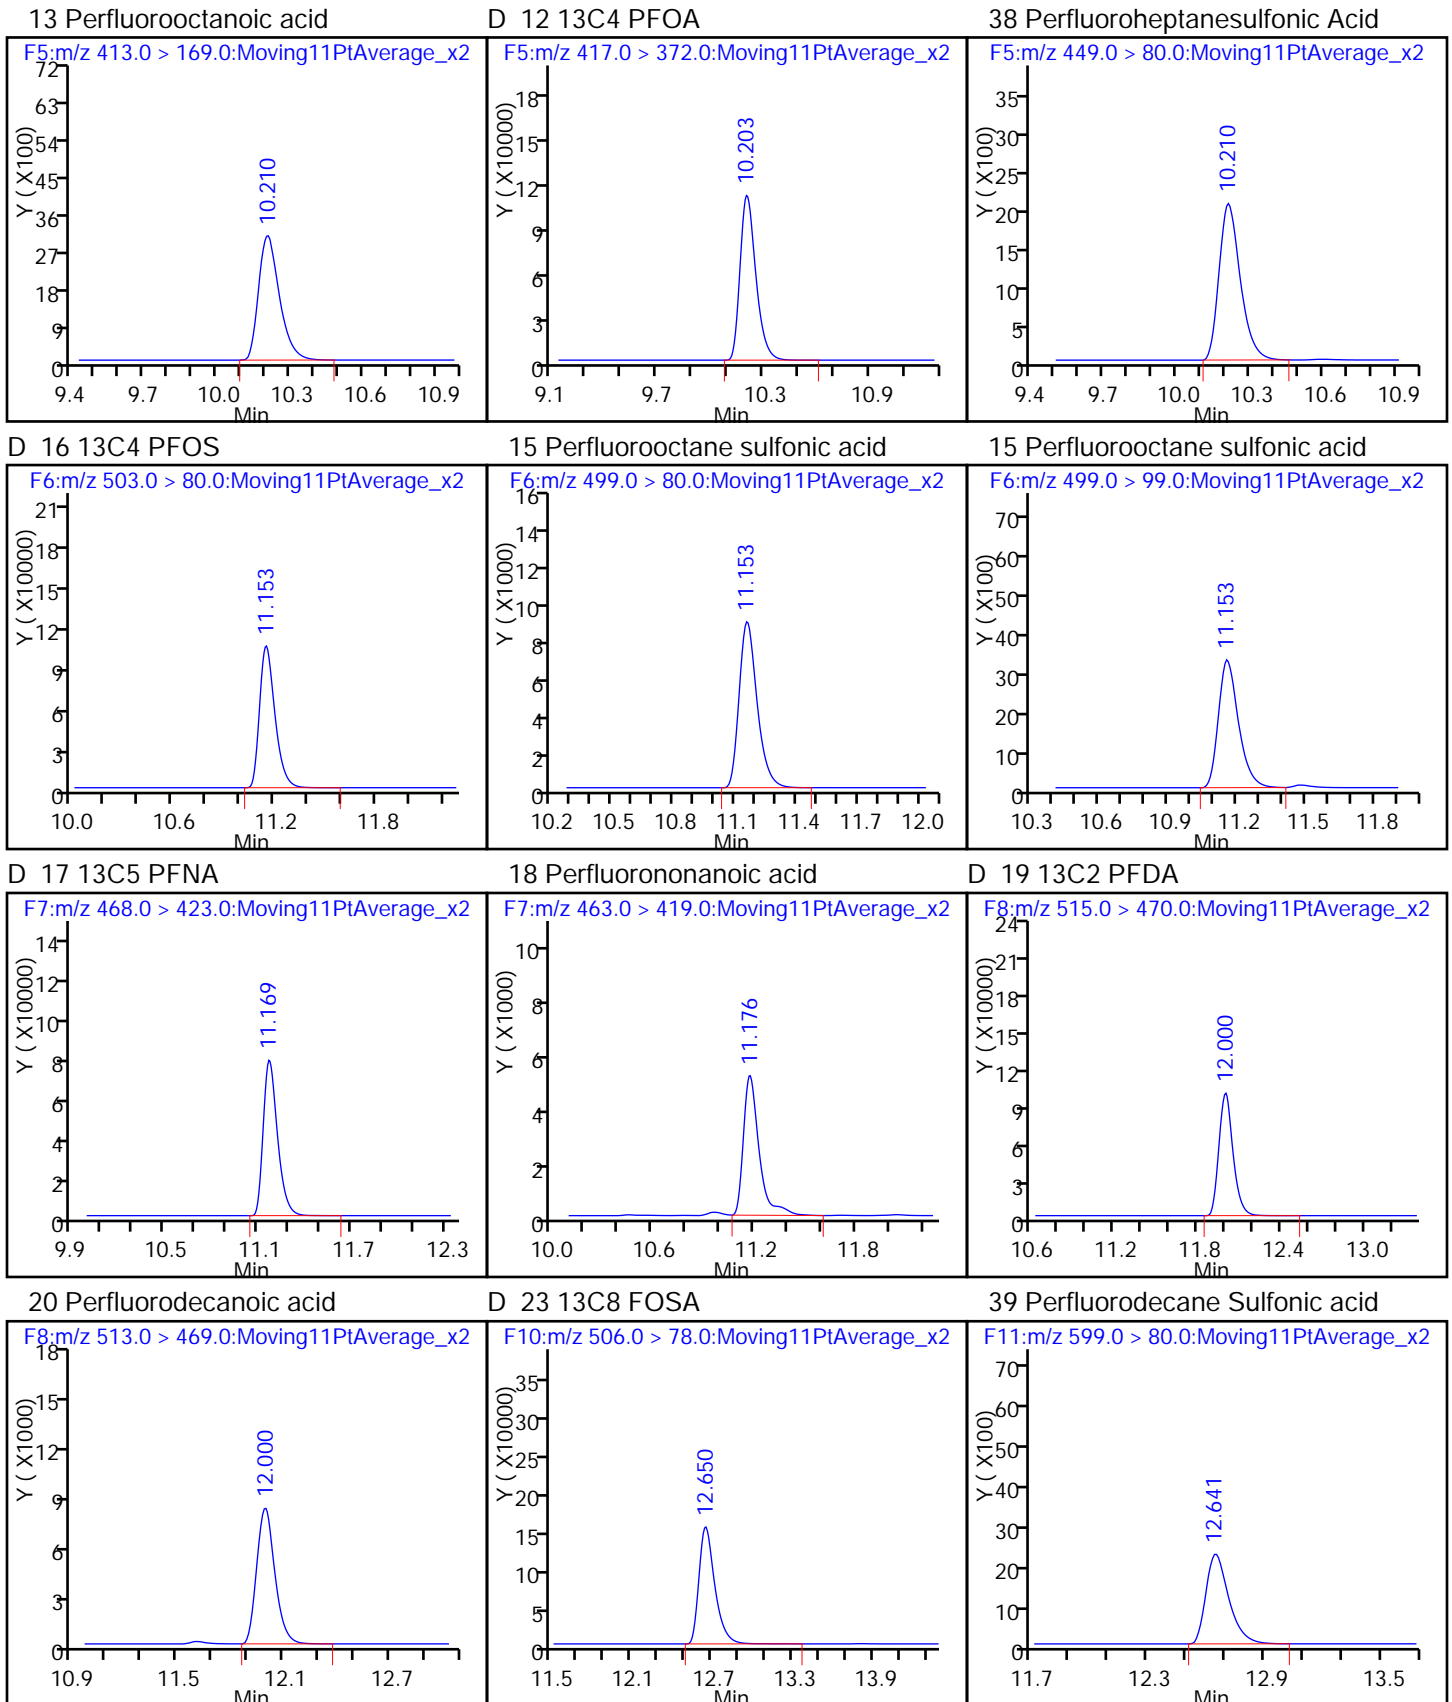 13 Perfluorooctanoic acid
F5:m/z 413.0 > 169.0:Moving11PtAverage_x2
Y ( X100)
72
63
54
45
36
27
18
9
0
10.210
9.4 9.7 10.0 10.3 10.6 10.9
Min
D 12 13C4 PFOA
F5:m/z 417.0 > 372.0:Moving11PtAverage_x2
Y ( X10000)
18
15
12
9
6
3
0
10.203
9.1 9.7 10.3 10.9
Min
38 Perfluoroheptanesulfonic Acid
F5:m/z 449.0 > 80.0:Moving11PtAverage_x2
Y ( X100)
35
30
25
20
15
10
5
0
10.210
9.4 9.7 10.0 10.3 10.6 10.9
Min
D 16 13C4 PFOS
F6:m/z 503.0 > 80.0:Moving11PtAverage_x2
Y ( X10000)
21
18
15
12
9
6
3
0
11.153
10.0 10.6 11.2 11.8
Min
15 Perfluorooctane sulfonic acid
F6:m/z 499.0 > 80.0:Moving11PtAverage_x2
Y ( X1000)
16
14
12
10
8
6
4
2
0
11.153
10.2 10.5 10.8 11.1 11.4 11.7 12.0
Min
15 Perfluorooctane sulfonic acid
F6:m/z 499.0 > 99.0:Moving11PtAverage_x2
Y ( X100)
70
60
50
40
30
20
10
0
11.153
10.3 10.6 10.9 11.2 11.5 11.8
Min
D 17 13C5 PFNA
F7:m/z 468.0 > 423.0:Moving11PtAverage_x2
Y ( X10000)
14
12
10
8
6
4
2
0
11.169
9.9 10.5 11.1 11.7 12.3
Min
18 Perfluorononanoic acid
F7:m/z 463.0 > 419.0:Moving11PtAverage_x2
Y ( X1000)
10
8
6
4
2
0
11.176
10.0 10.6 11.2 11.8
Min
D 19 13C2 PFDA
F8:m/z 515.0 > 470.0:Moving11PtAverage_x2
Y ( X10000)
24
21
18
15
12
9
6
3
0
12.000
10.6 11.2 11.8 12.4 13.0
Min
20 Perfluorodecanoic acid
F8:m/z 513.0 > 469.0:Moving11PtAverage_x2
Y ( X1000)
18
15
12
9
6
3
0
12.000
10.9 11.5 12.1 12.7
Min
D 23 13C8 FOSA
F10:m/z 506.0 > 78.0:Moving11PtAverage_x2
Y ( X10000)
35
30
25
20
15
10
5
0
12.650
11.5 12.1 12.7 13.3 13.9
Min
39 Perfluorodecane Sulfonic acid
F11:m/z 599.0 > 80.0:Moving11PtAverage_x2
Y ( X100)
70
60
50
40
30
20
10
0
12.641
11.7 12.3 12.9 13.5
Min